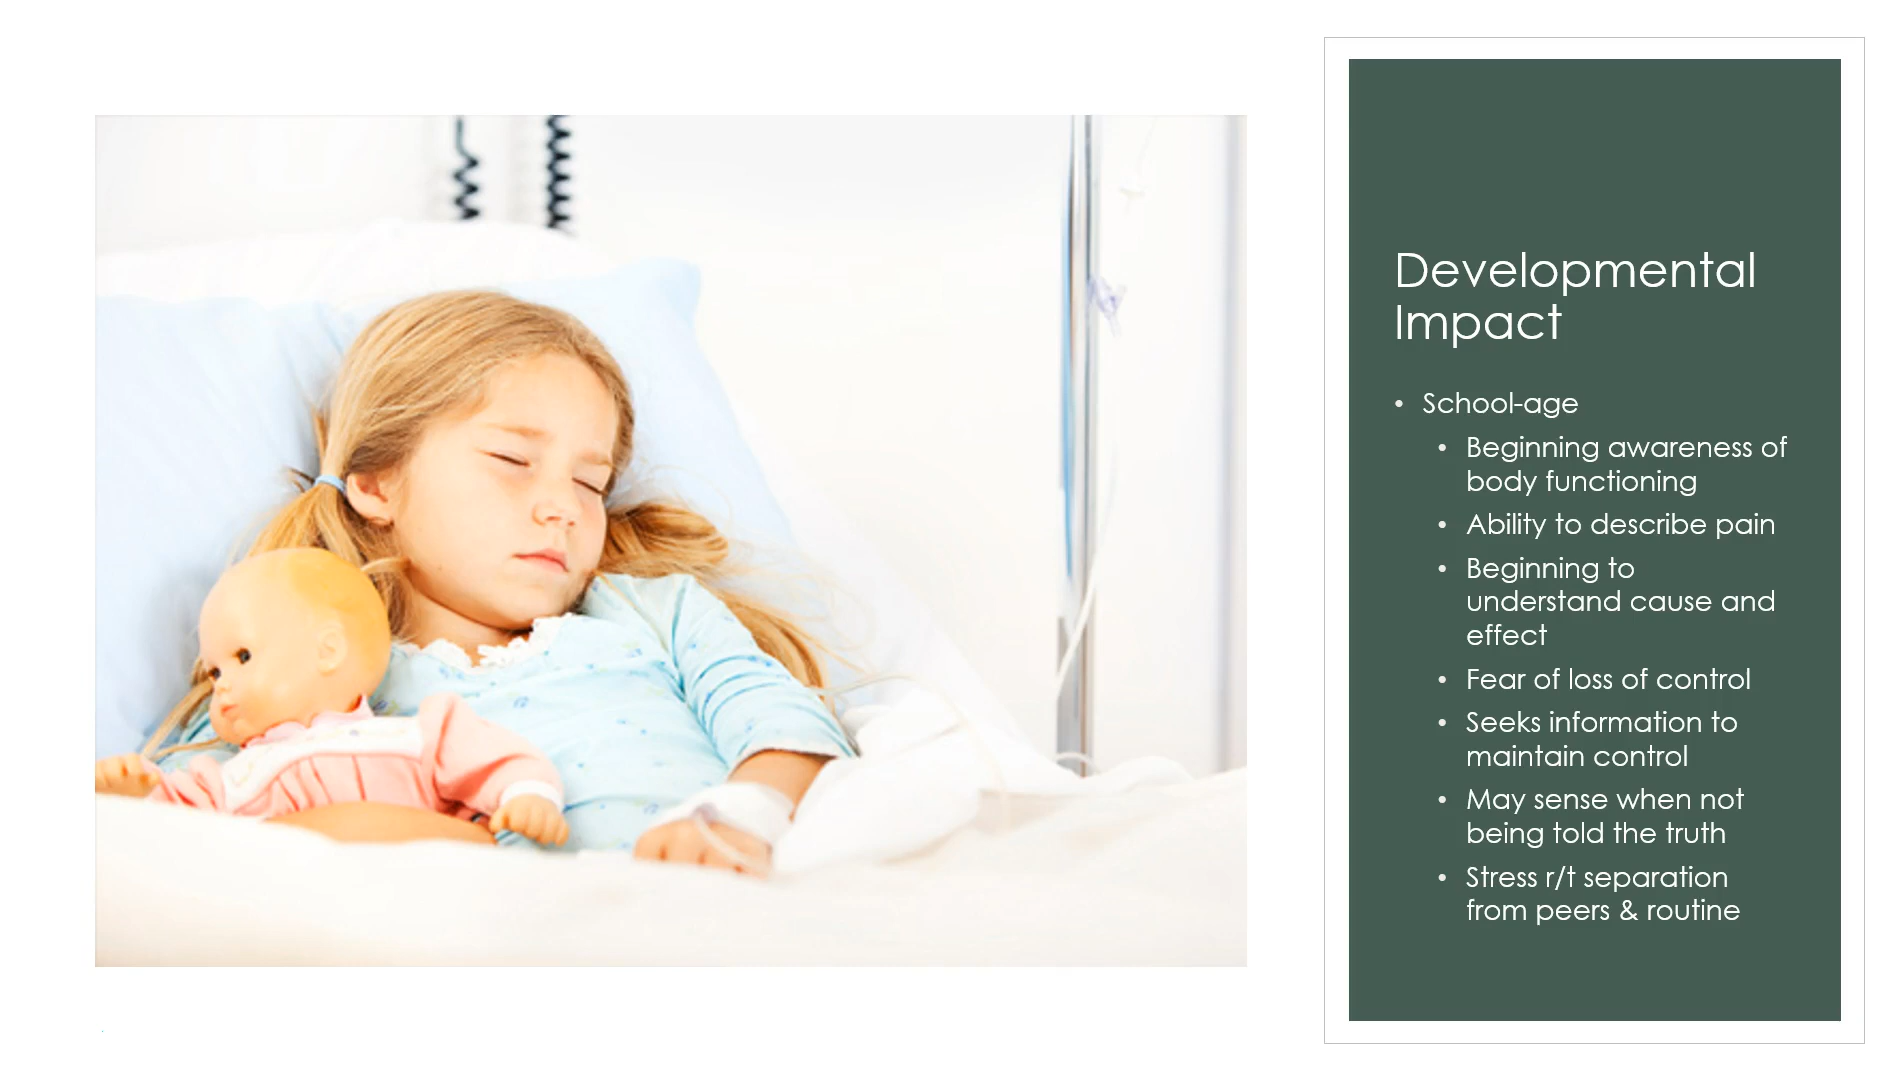 Developmental
Impact
• School-age
• Beginning awareness of
body functioning
• Ability to describe pain
• Beginning to
understand cause and
effect
• Fear of loss of control
• Seeks information to
maintain control
• May sense when not
being told the truth
• Stress r/t separation
from peers & routine